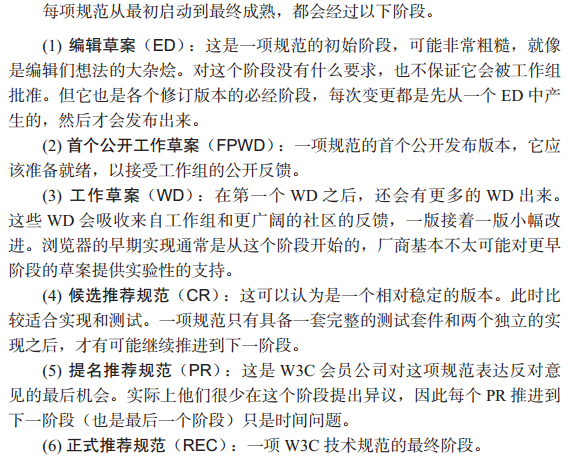 每项规范从最初启动到最终成熟，都会经过以下阶段。
(1) 编辑草案（ED）：这是一项规范的初始阶段，可能非常粗糙，就像
是编辑们想法的大杂烩。对这个阶段没有什么要求，也不保证它会被工作组
批准。但它也是各个修订版本的必经阶段，每次变更都是先从一个 ED 中产
生的，然后才会发布出来。
(2) 首个公开工作草案（FPWD）：一项规范的首个公开发布版本，它应
该准备就绪，以接受工作组的公开反馈。
(3) 工作草案（WD）：在第一个 WD 之后，还会有更多的 WD 出来。
这些 WD 会吸收来自工作组和更广阔的社区的反馈，一版接着一版小幅改
进。浏览器的早期实现通常是从这个阶段开始的，厂商基本不太可能对更早
阶段的草案提供实验性的支持。
(4) 候选推荐规范（CR）：这可以认为是一个相对稳定的版本。此时比
较适合实现和测试。一项规范只有具备一套完整的测试套件和两个独立的实
现之后，才有可能继续推进到下一阶段。
(5) 提名推荐规范（PR）：这是 W3C 会员公司对这项规范表达反对意
见的最后机会。实际上他们很少在这个阶段提出异议，因此每个 PR 推进到
下一阶段（也是最后一个阶段）只是时间问题。
(6) 正式推荐规范（REC）：一项 W3C 技术规范的最终阶段。